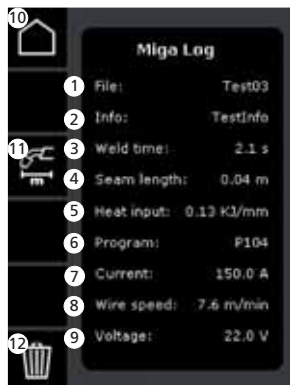 10
Miga Log
1 File: Test03
2 Info: TestInfo
11
3 Weld time: 2.1 s
4 Seam length: 0.04 m
m
5 Heat input: 0.13 KJ/mm
6 Program: P104
7 Current: 150.0 A
8 Wire speed: 7.6 m/min
9 Voltage: 22.0 V
12